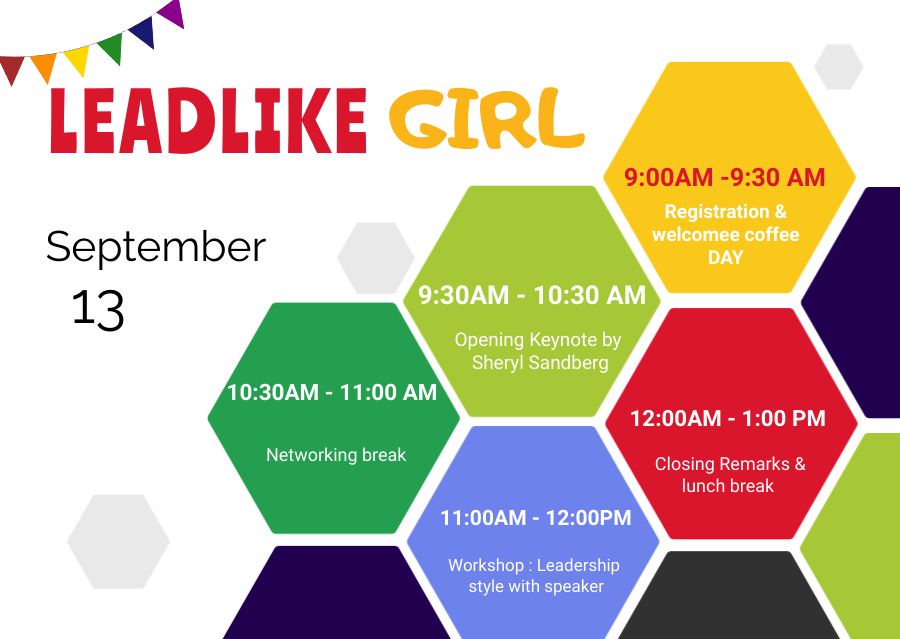 LEADLIKE GIRL
September
13
9:00AM -9:30 AM
Registration &
welcomee coffee
DAY
9:30AM - 10:30 AM
Opening Keynote by
Sheryl Sandberg
10:30AM - 11:00 AM
Networking break
11:00AM - 12:00PM
Workshop : Leadership
style with speaker
12:00AM - 1:00 PM
Closing Remarks &
lunch break